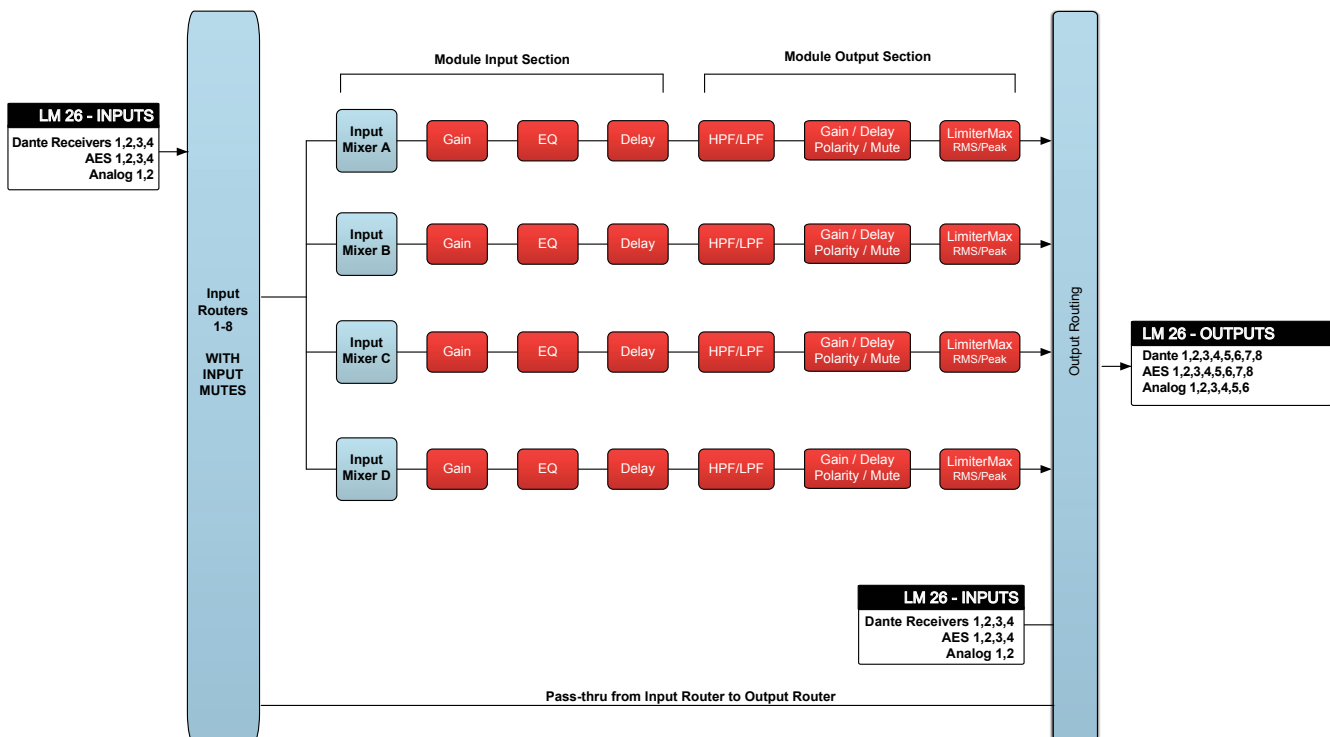 Module Input Section
Module Output Section
LM 26 - INPUTS
Dante Receivers 1,2,3,4
AES 1,2,3,4
Analog 1,2
Input
Routers
1-8
WITH
INPUT
MUTES
Input
Mixer A
Gain
EQ
Delay
HPF/LPF
Gain / Delay
Polarity / Mute
LimiterMax
RMS/Peak
Input
Mixer B
Gain
EQ
Delay
HPF/LPF
Gain / Delay
Polarity / Mute
LimiterMax
RMS/Peak
Input
Mixer C
Gain
EQ
Delay
HPF/LPF
Gain / Delay
Polarity / Mute
LimiterMax
RMS/Peak
Input
Mixer D
Gain
EQ
Delay
HPF/LPF
Gain / Delay
Polarity / Mute
LimiterMax
RMS/Peak
Output Routing
LM 26 - OUTPUTS
Dante 1,2,3,4,5,6,7,8
AES 1,2,3,4,5,6,7,8
Analog 1,2,3,4,5,6
LM 26 - INPUTS
Dante Receivers 1,2,3,4
AES 1,2,3,4
Analog 1,2
Pass-thru from Input Router to Output Router